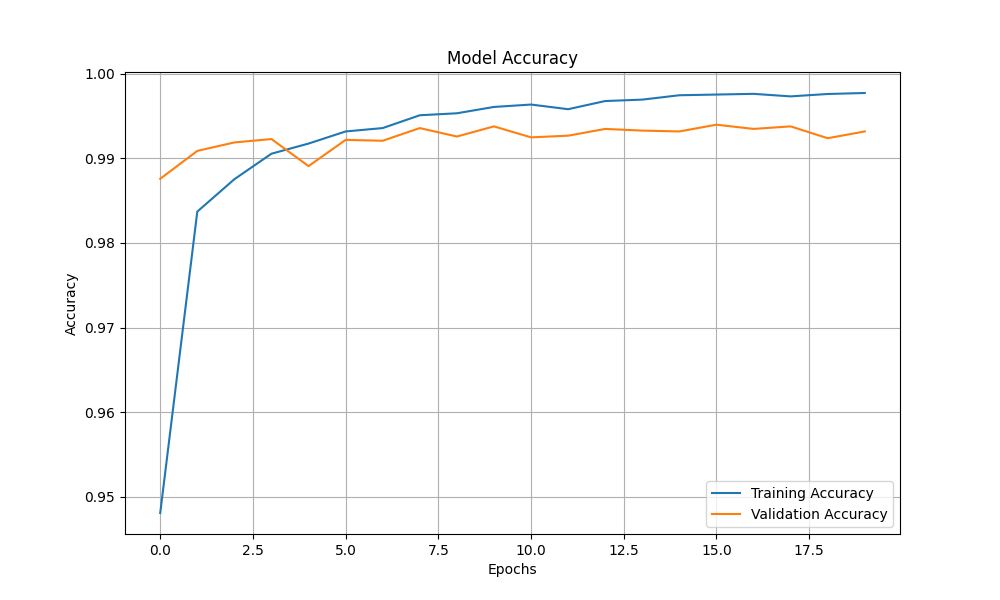 Model Accuracy
1.00
0.99
0.98
0.97
0.96
0.95
Accuracy
0.0 2.5 5.0 7.5 10.0 12.5 15.0 17.5
Epochs
Training Accuracy
Validation Accuracy